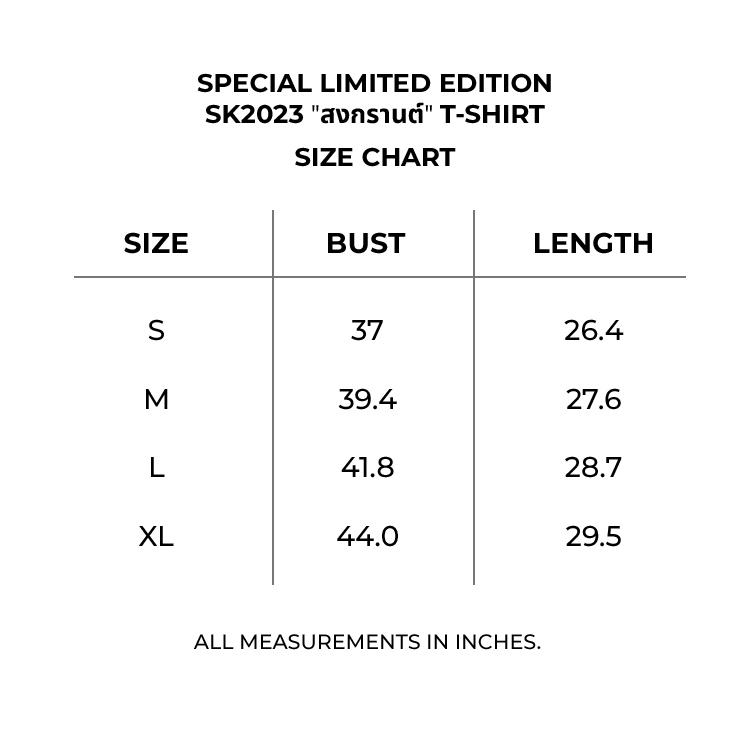 SPECIAL LIMITED EDITION
SK2023 "สงกรานต์" T-SHIRT
SIZE CHART
SIZE BUST LENGTH
S 37 26.4
M 39.4 27.6
L 41.8 28.7
XL 44.0 29.5
ALL MEASUREMENTS IN INCHES.